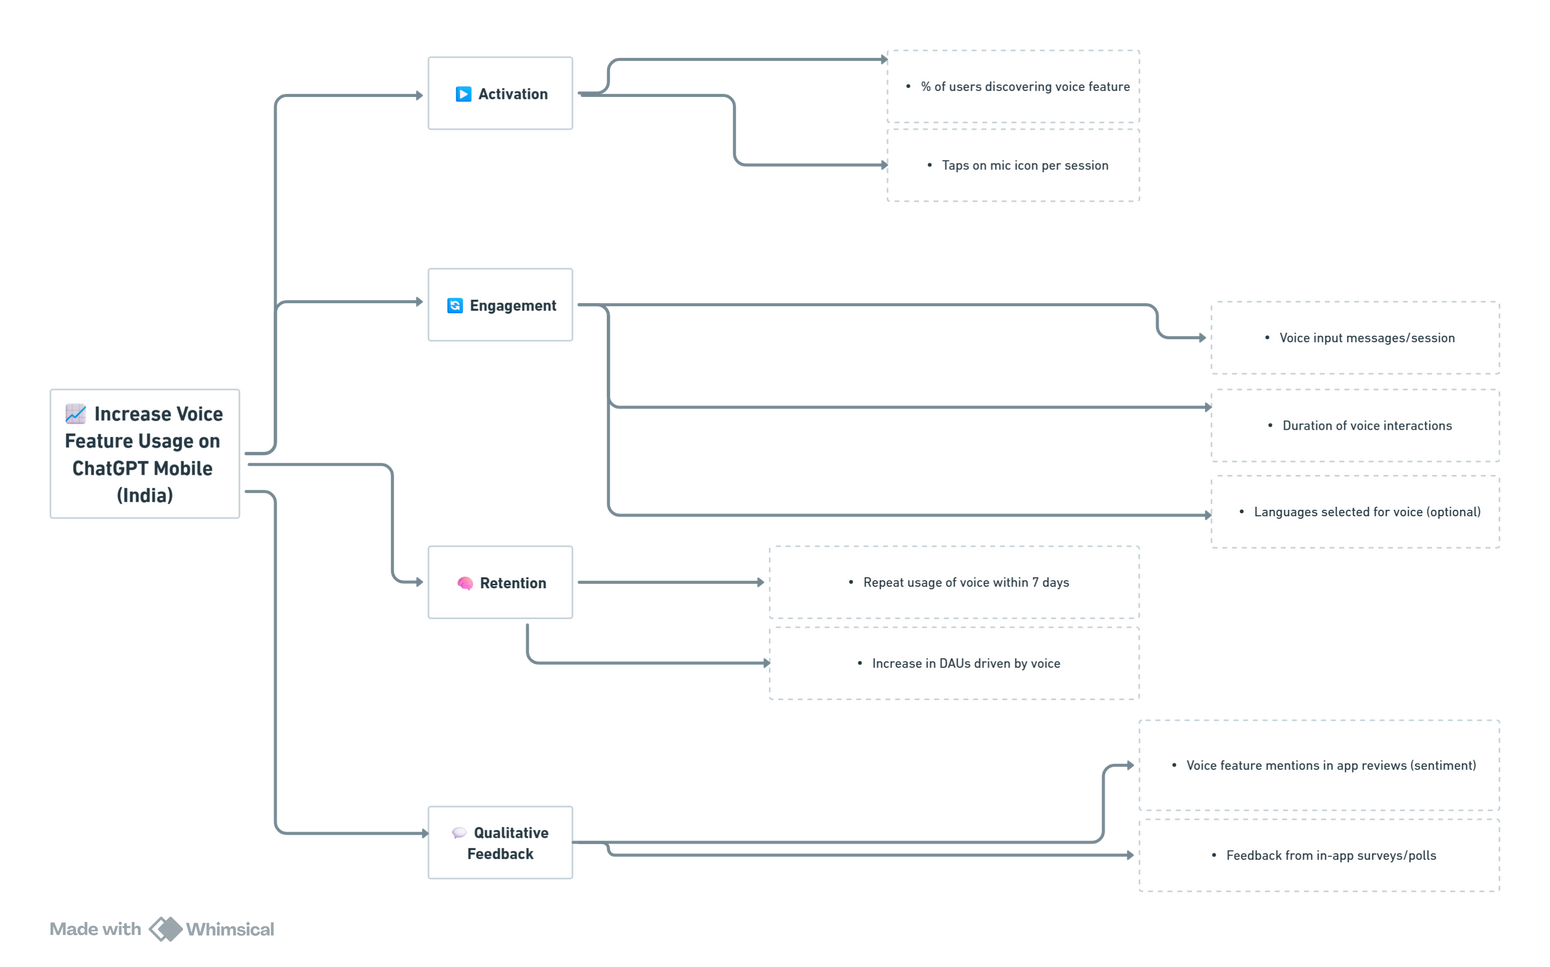 Activation
• % of users discovering voice feature
• Taps on mic icon per session
Engagement
• Voice input messages/session
• Duration of voice interactions
• Languages selected for voice (optional)
Increase Voice
Feature Usage on
ChatGPT Mobile
(India)
Retention
• Repeat usage of voice within 7 days
• Increase in DAUs driven by voice
Qualitative
Feedback
• Voice feature mentions in app reviews (sentiment)
• Feedback from in-app surveys/polls
Made with Whimsical